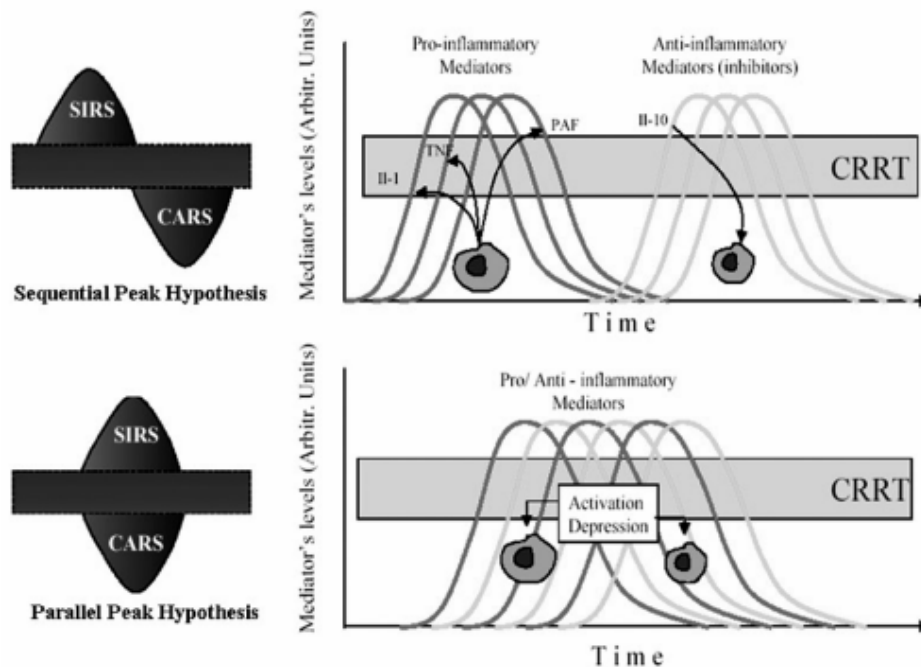 SIRS
CARS
Sequential Peak Hypothesis
Mediator's levels (Arbitr. Units)
Pro-inflammatory
Mediators
Anti-inflammatory
Mediators (inhibitors)
PAF
Il-10
TNF
CRRT
Il-1
Time
SIRS
CARS
Parallel Peak Hypothesis
Mediator's levels (Arbitr. Units)
Pro/ Anti - inflammatory
Mediators
CRRT
Activation
Depression
Time